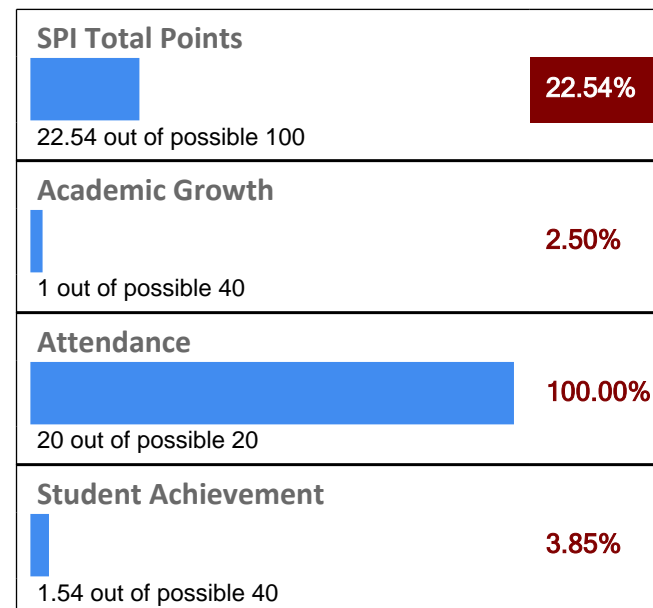 SPI Total Points
22.54%
22.54 out of possible 100
Academic Growth
2.50%
1 out of possible 40
Attendance
100.00%
20 out of possible 20
Student Achievement
3.85%
1.54 out of possible 40